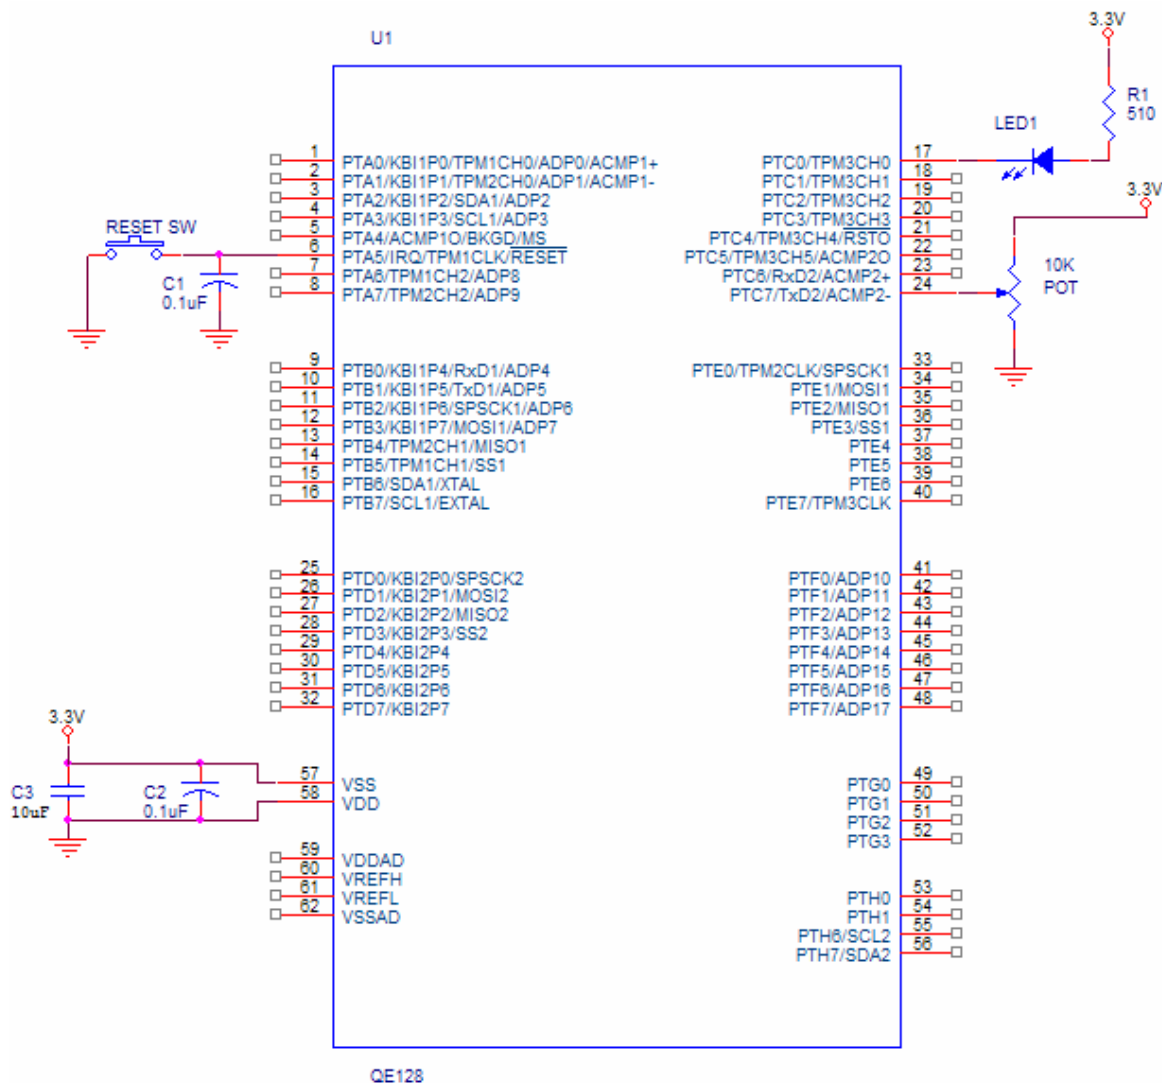 U1
3.3V
R1
510
LED1
3.3V
10K
POT
RESET SW
C1
0.1uF
1 PTA0/KBI1P0/TPM1CH0/ADP0/ACMP1+
2 PTA1/KBI1P1/TPM2CH0/ADP1/ACMP1-
3 PTA2/KBI1P2/SDA1/ADP2
4 PTA3/KBI1P3/SCL1/ADP3
5 PTA4/ACMP1O/BKGD/MS
6 PTA5/IRQ/TPM1CLK/RESET
7 PTA6/TPM1CH2/ADP8
8 PTA7/TPM2CH2/ADP9
PTC0/TPM3CH0 17
PTC1/TPM3CH1 18
PTC2/TPM3CH2 19
PTC3/TPM3CH3 20
PTC4/TPM3CH4/RSTO 21
PTC5/TPM3CH5/ACMP2O 22
PTC6/RxD2/ACMP2+ 23
PTC7/TxD2/ACMP2- 24
9 PTB0/KBI1P4/RxD1/ADP4
10 PTB1/KBI1P5/TxD1/ADP5
11 PTB2/KBI1P6/SPSCK1/ADP6
12 PTB3/KBI1P7/MOSI1/ADP7
13 PTB4/TPM2CH1/MISO1
14 PTB5/TPM1CH1/SS1
15 PTB6/SDA1/XTAL
16 PTB7/SCL1/EXTAL
PTE0/TPM2CLK/SPSCK1 33
PTE1/MOSI1 34
PTE2/MISO1 35
PTE3/SS1 36
PTE4 37
PTE5 38
PTE6 39
PTE7/TPM3CLK 40
25 PTD0/KBI2P0/SPSCK2
26 PTD1/KBI2P1/MOSI2
27 PTD2/KBI2P2/MISO2
28 PTD3/KBI2P3/SS2
29 PTD4/KBI2P4
30 PTD5/KBI2P5
31 PTD6/KBI2P6
32 PTD7/KBI2P7
PTF0/ADP10 41
PTF1/ADP11 42
PTF2/ADP12 43
PTF3/ADP13 44
PTF4/ADP14 45
PTF5/ADP15 46
PTF6/ADP16 47
PTF7/ADP17 48
3.3V
C3
10uF
C2
0.1uF
57 VSS
58 VDD
59 VDDAD
60 VREFH
61 VREFL
62 VSSAD
PTG0 49
PTG1 50
PTG2 51
PTG3 52
PTH0 53
PTH1 54
PTH6/SCL2 55
PTH7/SDA2 56
QE128